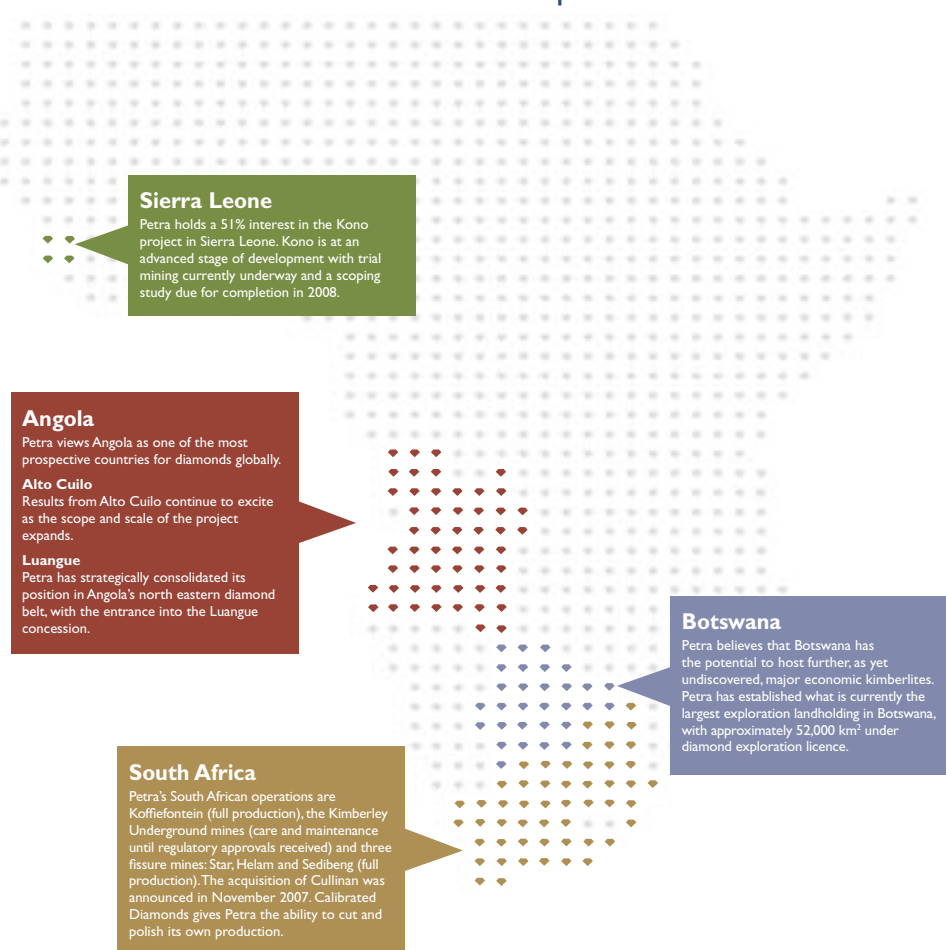 Sierra Leone
Petra holds a 51% interest in the Kono
project in Sierra Leone. Kono is at an
advanced stage of development with trial
mining currently underway and a scoping
study due for completion in 2008.
Angola
Petra views Angola as one of the most
prospective countries for diamonds globally.
Alto Cuilo
Results from Alto Cuilo continue to excite
as the scope and scale of the project
expands.
Luangue
Petra has strategically consolidated its
position in Angola's north eastern diamond
belt, with the entrance into the Luangue
concession.
Botswana
Petra believes that Botswana has
the potential to host further, as yet
undiscovered, major economic kimberlites.
Petra has established what is currently the
largest exploration landholding in Botswana,
with approximately 52,000 km² under
diamond exploration licence.
South Africa
Petra's South African operations are
Koffiefontein (full production), the Kimberley
Underground mines (care and maintenance
until regulatory approvals received) and three
fissure mines: Star, Helam and Sedibeng (full
production). The acquisition of Cullinan was
announced in November 2007. Calibrated
Diamonds gives Petra the ability to cut and
polish its own production.